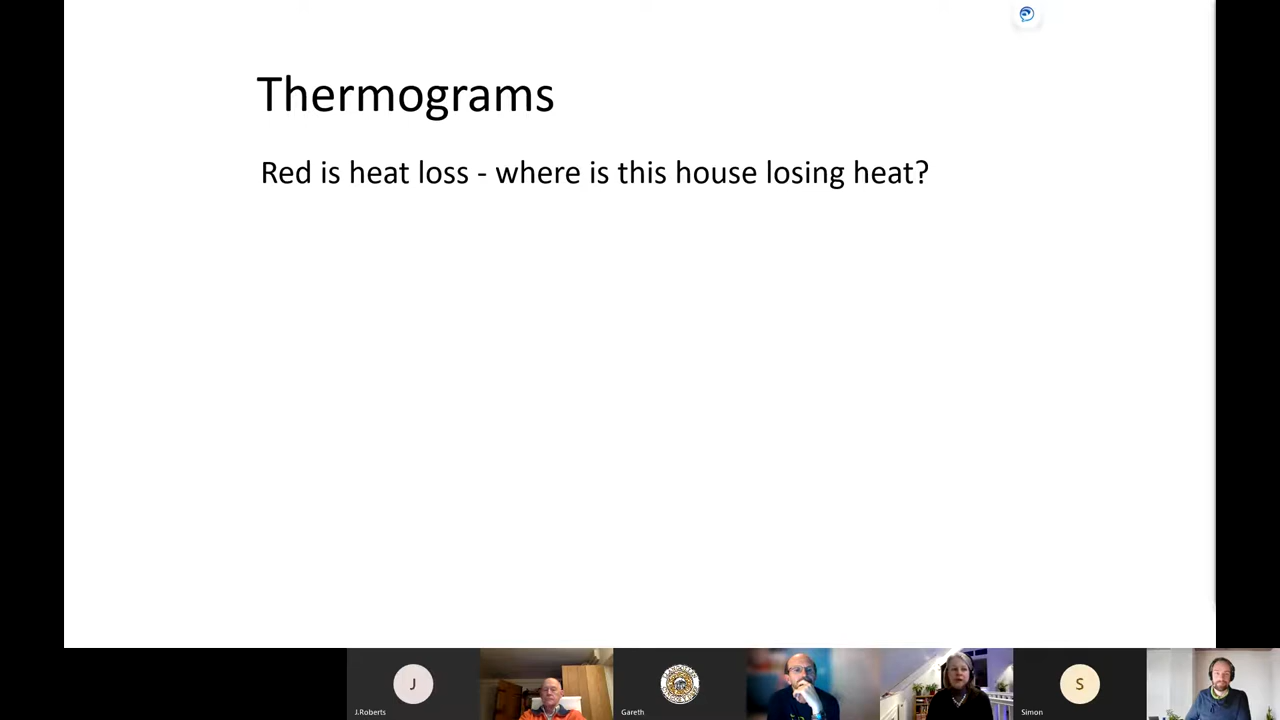 Thermograms
Red is heat loss - where is this house losing heat?
J
J.Roberts
Gareth
S
Simon